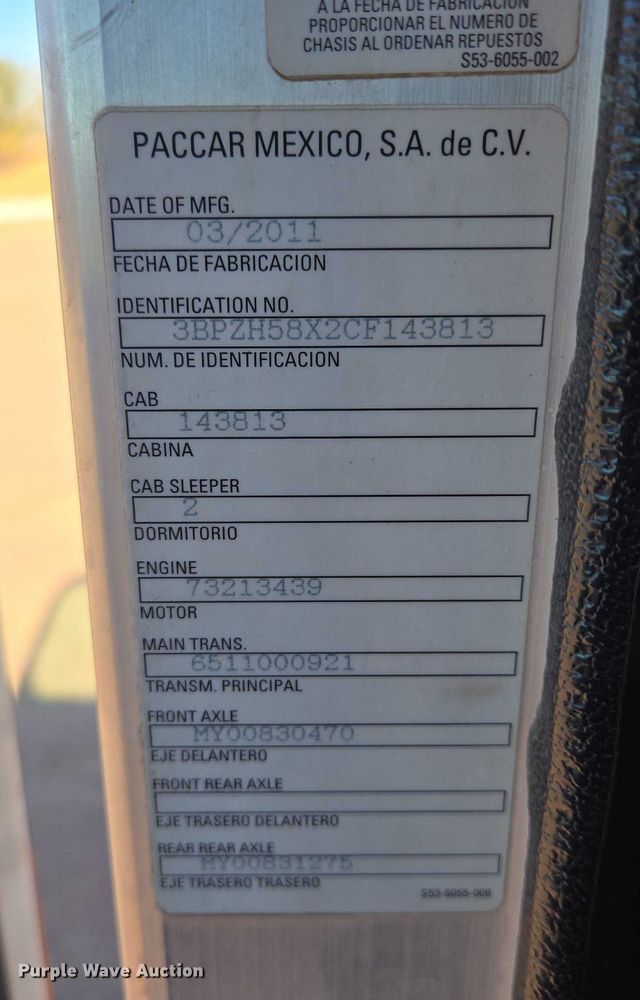 A LA FECHA DE FABRICACION
PROPORCIONAR EL NUMERO DE
CHASIS AL ORDENAR REPUESTOS
S53-6055-002
PACCAR MEXICO, S.A. de C.V.
DATE OF MFG.
03/2011
FECHA DE FABRICACION
IDENTIFICATION NO.
3BPZH58X2CF143813
NUM. DE IDENTIFICACION
CAB
143813
CABINA
CAB SLEEPER
2
DORMITORIO
ENGINE
73213439
MOTOR
MAIN TRANS.
6511000921
TRANSM. PRINCIPAL
FRONT AXLE
MY00830470
EJE DELANTERO
FRONT REAR AXLE
EJE TRASERO DELANTERO
REAR REAR AXLE
MY00831275
EJE TRASERO TRASERO
S53-6055-006
Purple Wave Auction